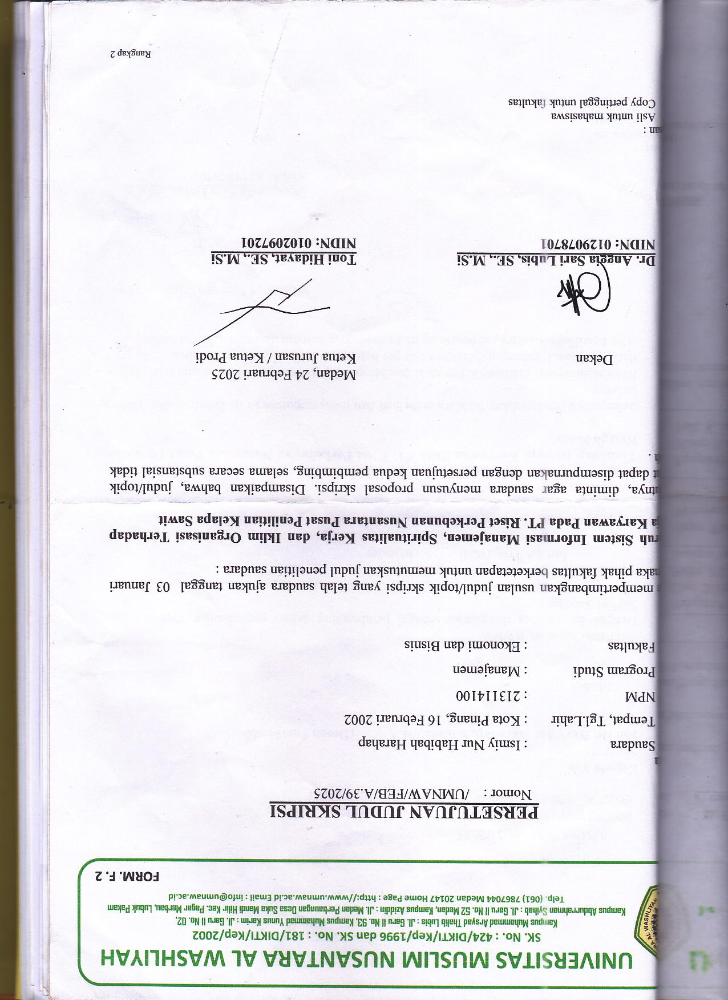 UNIVERSITAS MUSLIM NUSANTARA AL WASHLIYAH
SK. No. : 424/DIKTI/Kep/1996 dan SK. No. : 181/DIKTI/Kep/2002
Kampus Muhammad Arsyad Thalib Lubis : Jl. Garu II No. 93, Kampus Muhammad Yunus Karim : Jl. Garu II No. 02,
Kampus Abdurrahman Syihab : Jl. Garu II No. 52 Medan, Kampus Aziddin : Jl. Medan Perbaungan Desa Suka Mandi Hilir Kec. Pagar Merbau, Lubuk Pakam
Telp. (061) 7867044 Medan 20147 Home Page : http://www.umnaw.ac.id Email : info@umnaw.ac.id
FORM. F. 2
AL WASHLIYAH
PERSETUJUAN JUDUL SKRIPSI
Nomor : /UMNAW/FEB/A.39/2025
a
Saudara : Ismiy Nur Habibah Harahap
Tempat, Tgl.Lahir : Kota Pinang, 16 Februari 2002
NPM : 213114100
Program Studi : Manajemen
Fakultas : Ekonomi dan Bisnis
mempertimbangkan usulan judul/topik skripsi yang telah saudara ajukan tanggal 03 Januari
naka pihak fakultas berketetapan untuk memutuskan judul penelitian saudara :
ruh Sistem Informasi Manajemen, Spiritualitas Kerja, dan Iklim Organisasi Terhadap
ja Karyawan Pada PT. Riset Perkebunan Nusantara Pusat Penilitian Kelapa Sawit
utnya, diminta agar saudara menyusun proposal skripsi. Disampaikan bahwa, judul/topik
ut dapat disempurnakan dengan persetujuan kedua pembimbing, selama secara substansial tidak
h .
Medan, 24 Februari 2025
Dekan Ketua Jurusan / Ketua Prodi
Dr. Anggia Sari Lubis, SE., M.Si Toni Hidayat, SE., M.Si
NIDN: 0129078701 NIDN: 0102097201
san :
Asli untuk mahasiswa
Copy pertinggal untuk fakultas
Rangkap 2